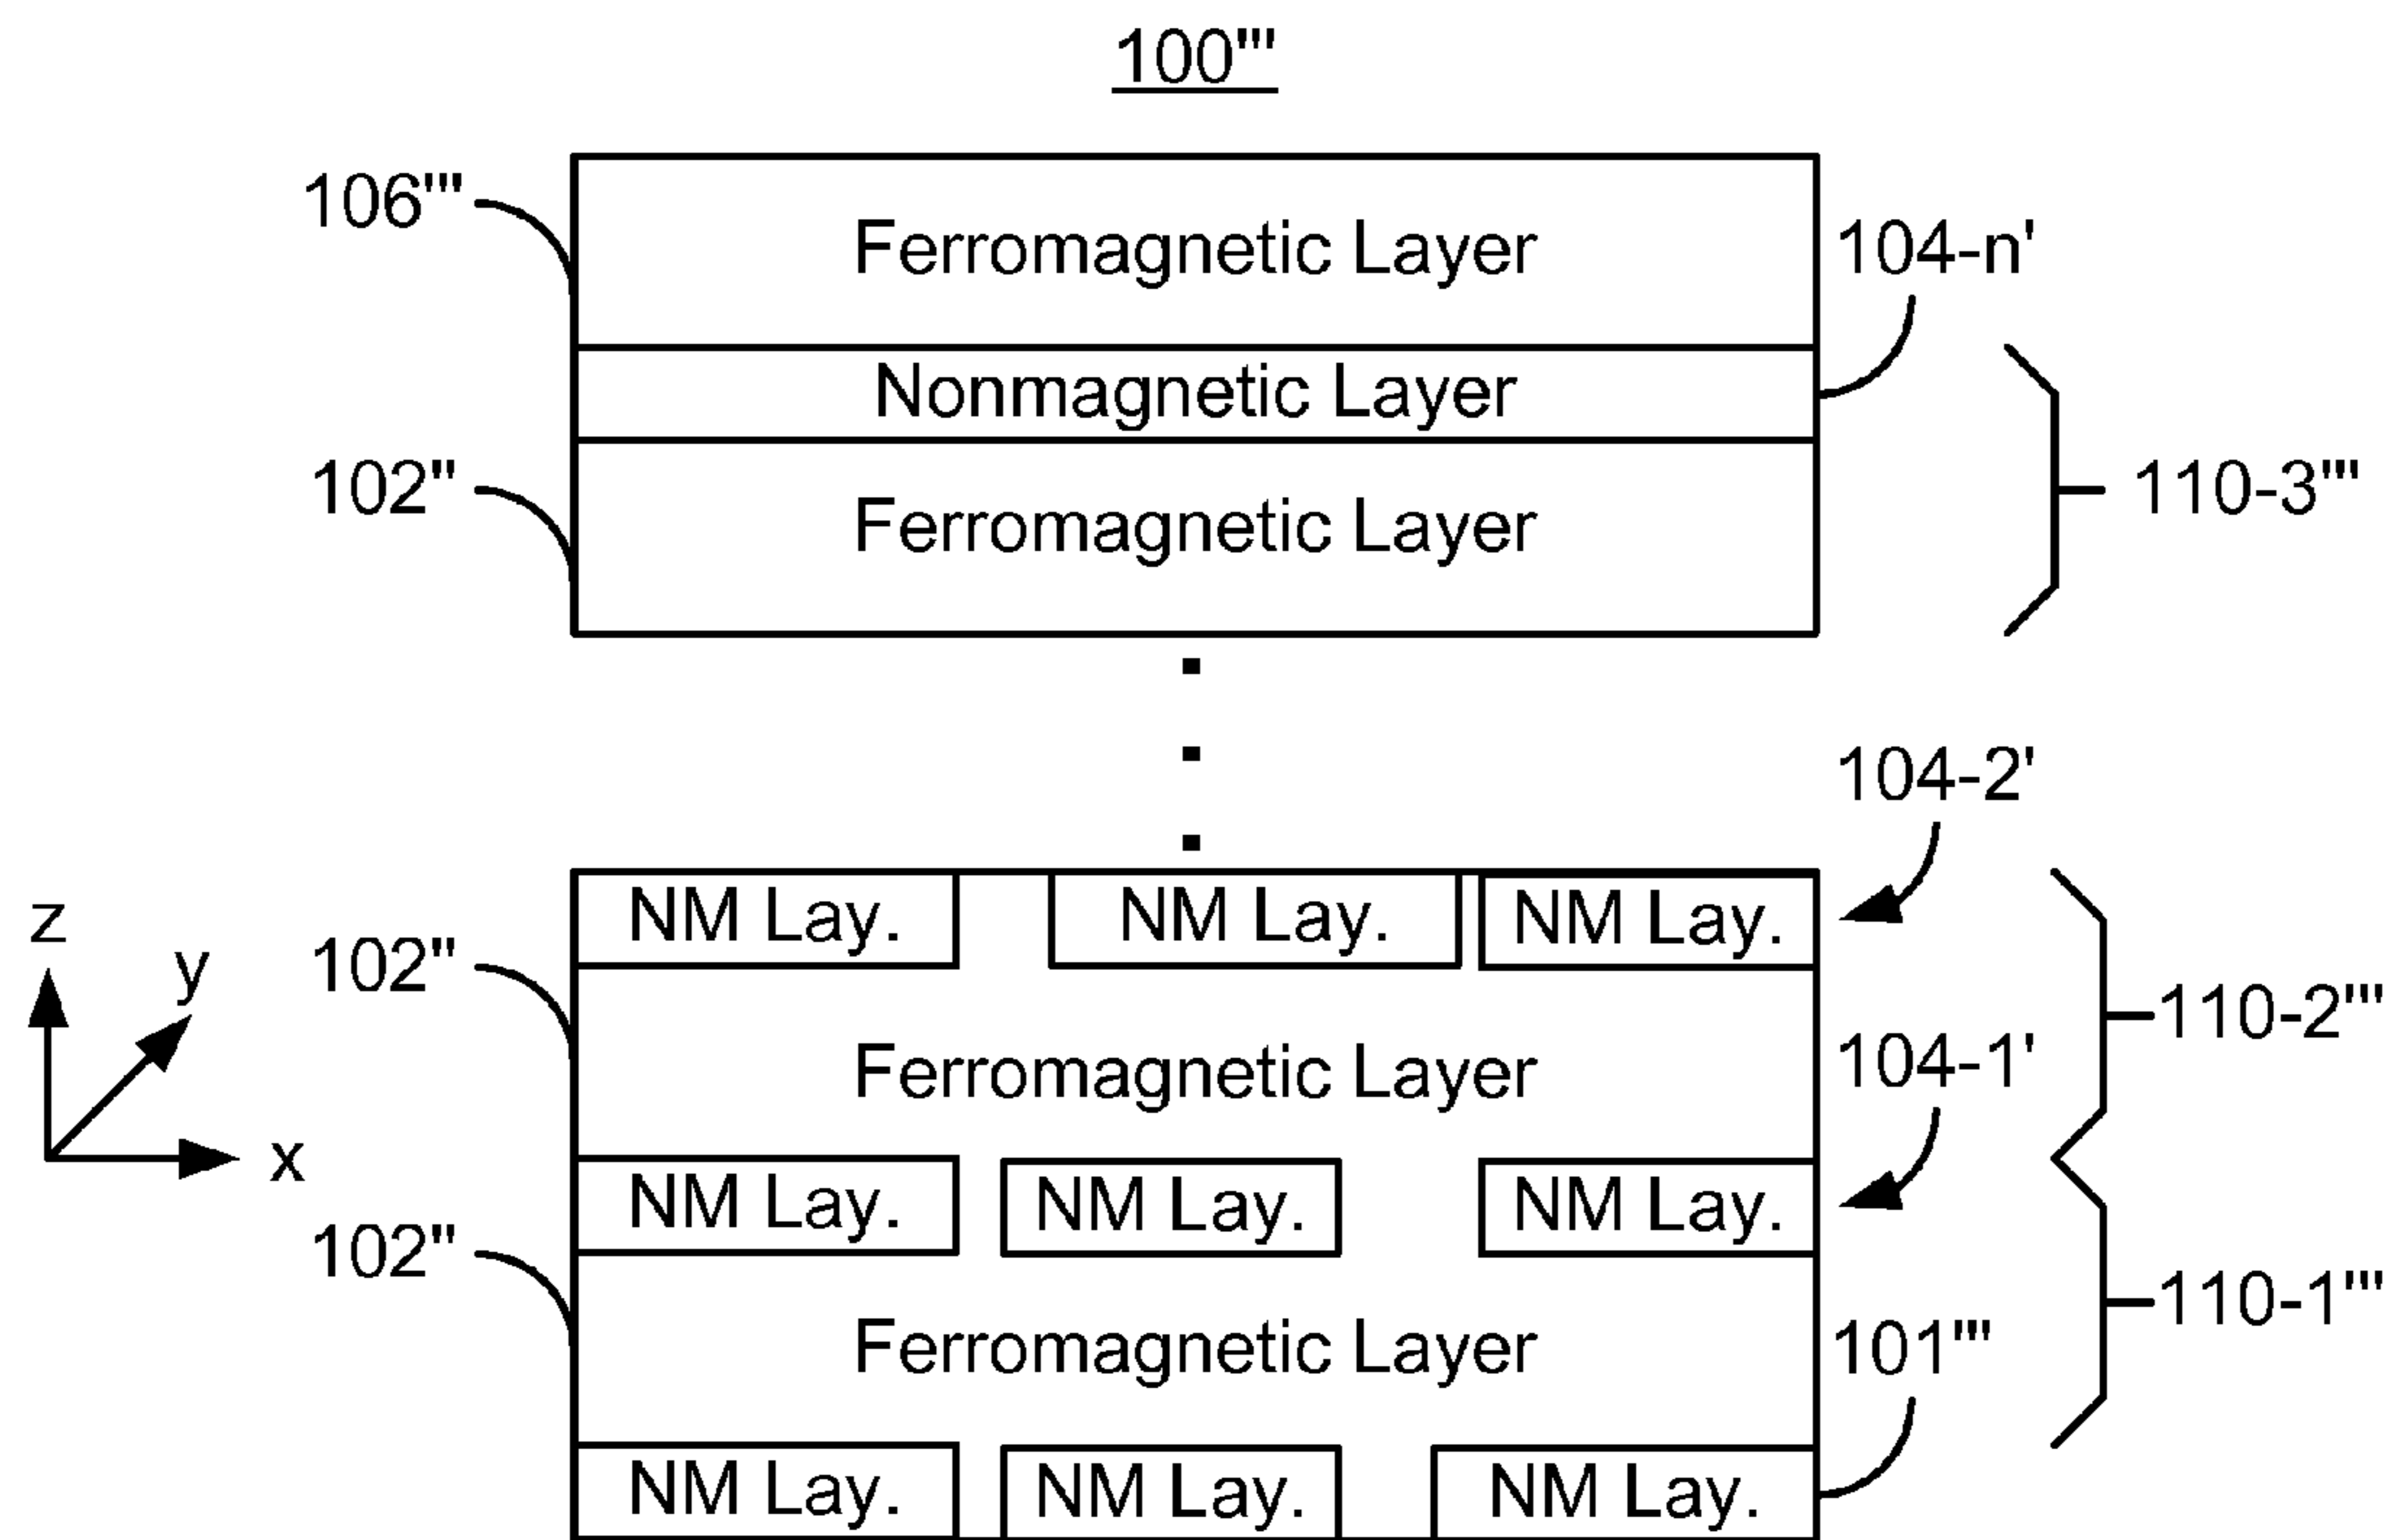 100'''
106'''
Ferromagnetic Layer
104-n'
Nonmagnetic Layer
102''
Ferromagnetic Layer
110-3'''
104-2'
NM Lay. NM Lay. NM Lay.
z
y
x
102''
110-2'''
Ferromagnetic Layer
104-1'
NM Lay. NM Lay. NM Lay.
102''
110-1'''
Ferromagnetic Layer
101'''
NM Lay. NM Lay. NM Lay.